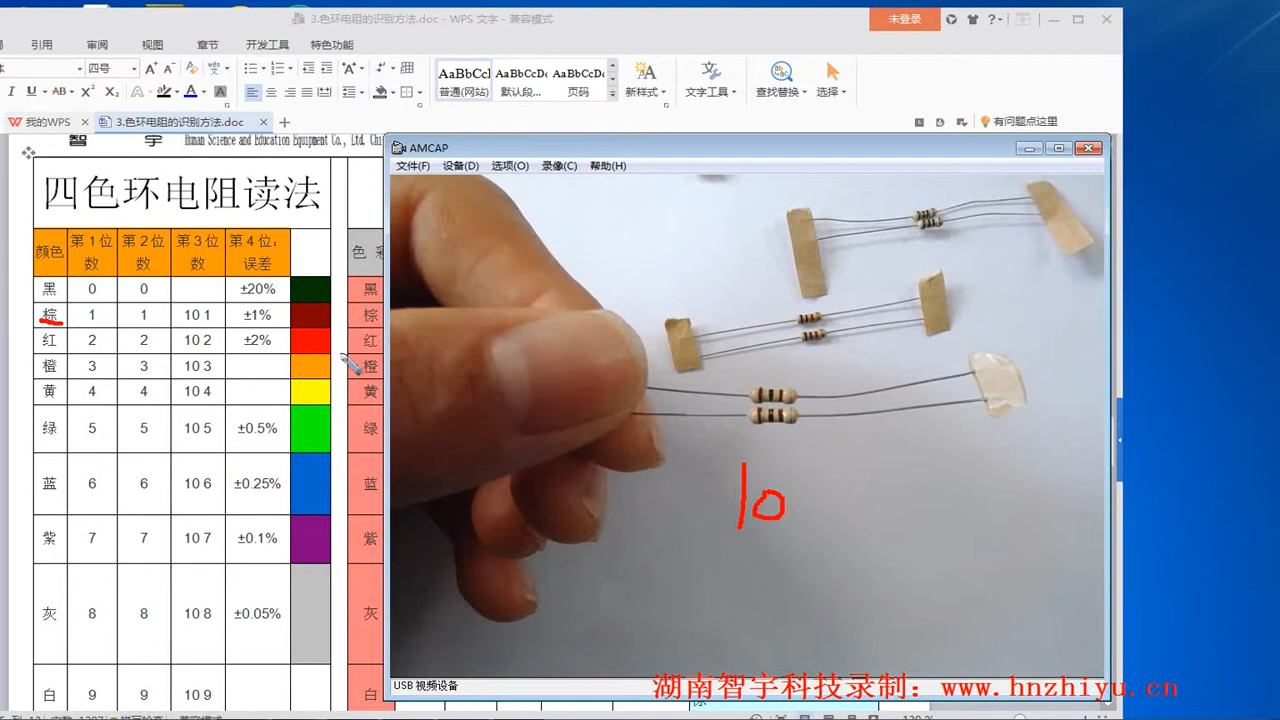 3.色环电阻的识别方法.doc - WPS 文字 - 兼容模式
未登录
引用 审阅 视图 章节 开发工具 特色功能
四号
AaBbCcI AaBbCcDc AaBbCcDc
普通(网站) 默认段... 页码 新样式 文字工具 查找替换 选择
我的WPS 3.色环电阻的识别方法.doc 有问题点这里
智 宇 Hunan Science and Education Equipment Co., Ltd. Chi
四色环电阻读法
颜色 第1位数 第2位数 第3位数 第4位:误差
黑 0 0 ±20%
棕 1 1 10 1 ±1%
红 2 2 10 2 ±2%
橙 3 3 10 3
黄 4 4 10 4
绿 5 5 10 5 ±0.5%
蓝 6 6 10 6 ±0.25%
紫 7 7 10 7 ±0.1%
灰 8 8 10 8 ±0.05%
白 9 9 10 9
色
黑
棕
红
橙
黄
绿
蓝
紫
灰
白
AMCAP
文件(F) 设备(D) 选项(O) 录像(C) 帮助(H)
10
USB 视频设备
湖南智宇科技录制：www.hnzhiyu.cn